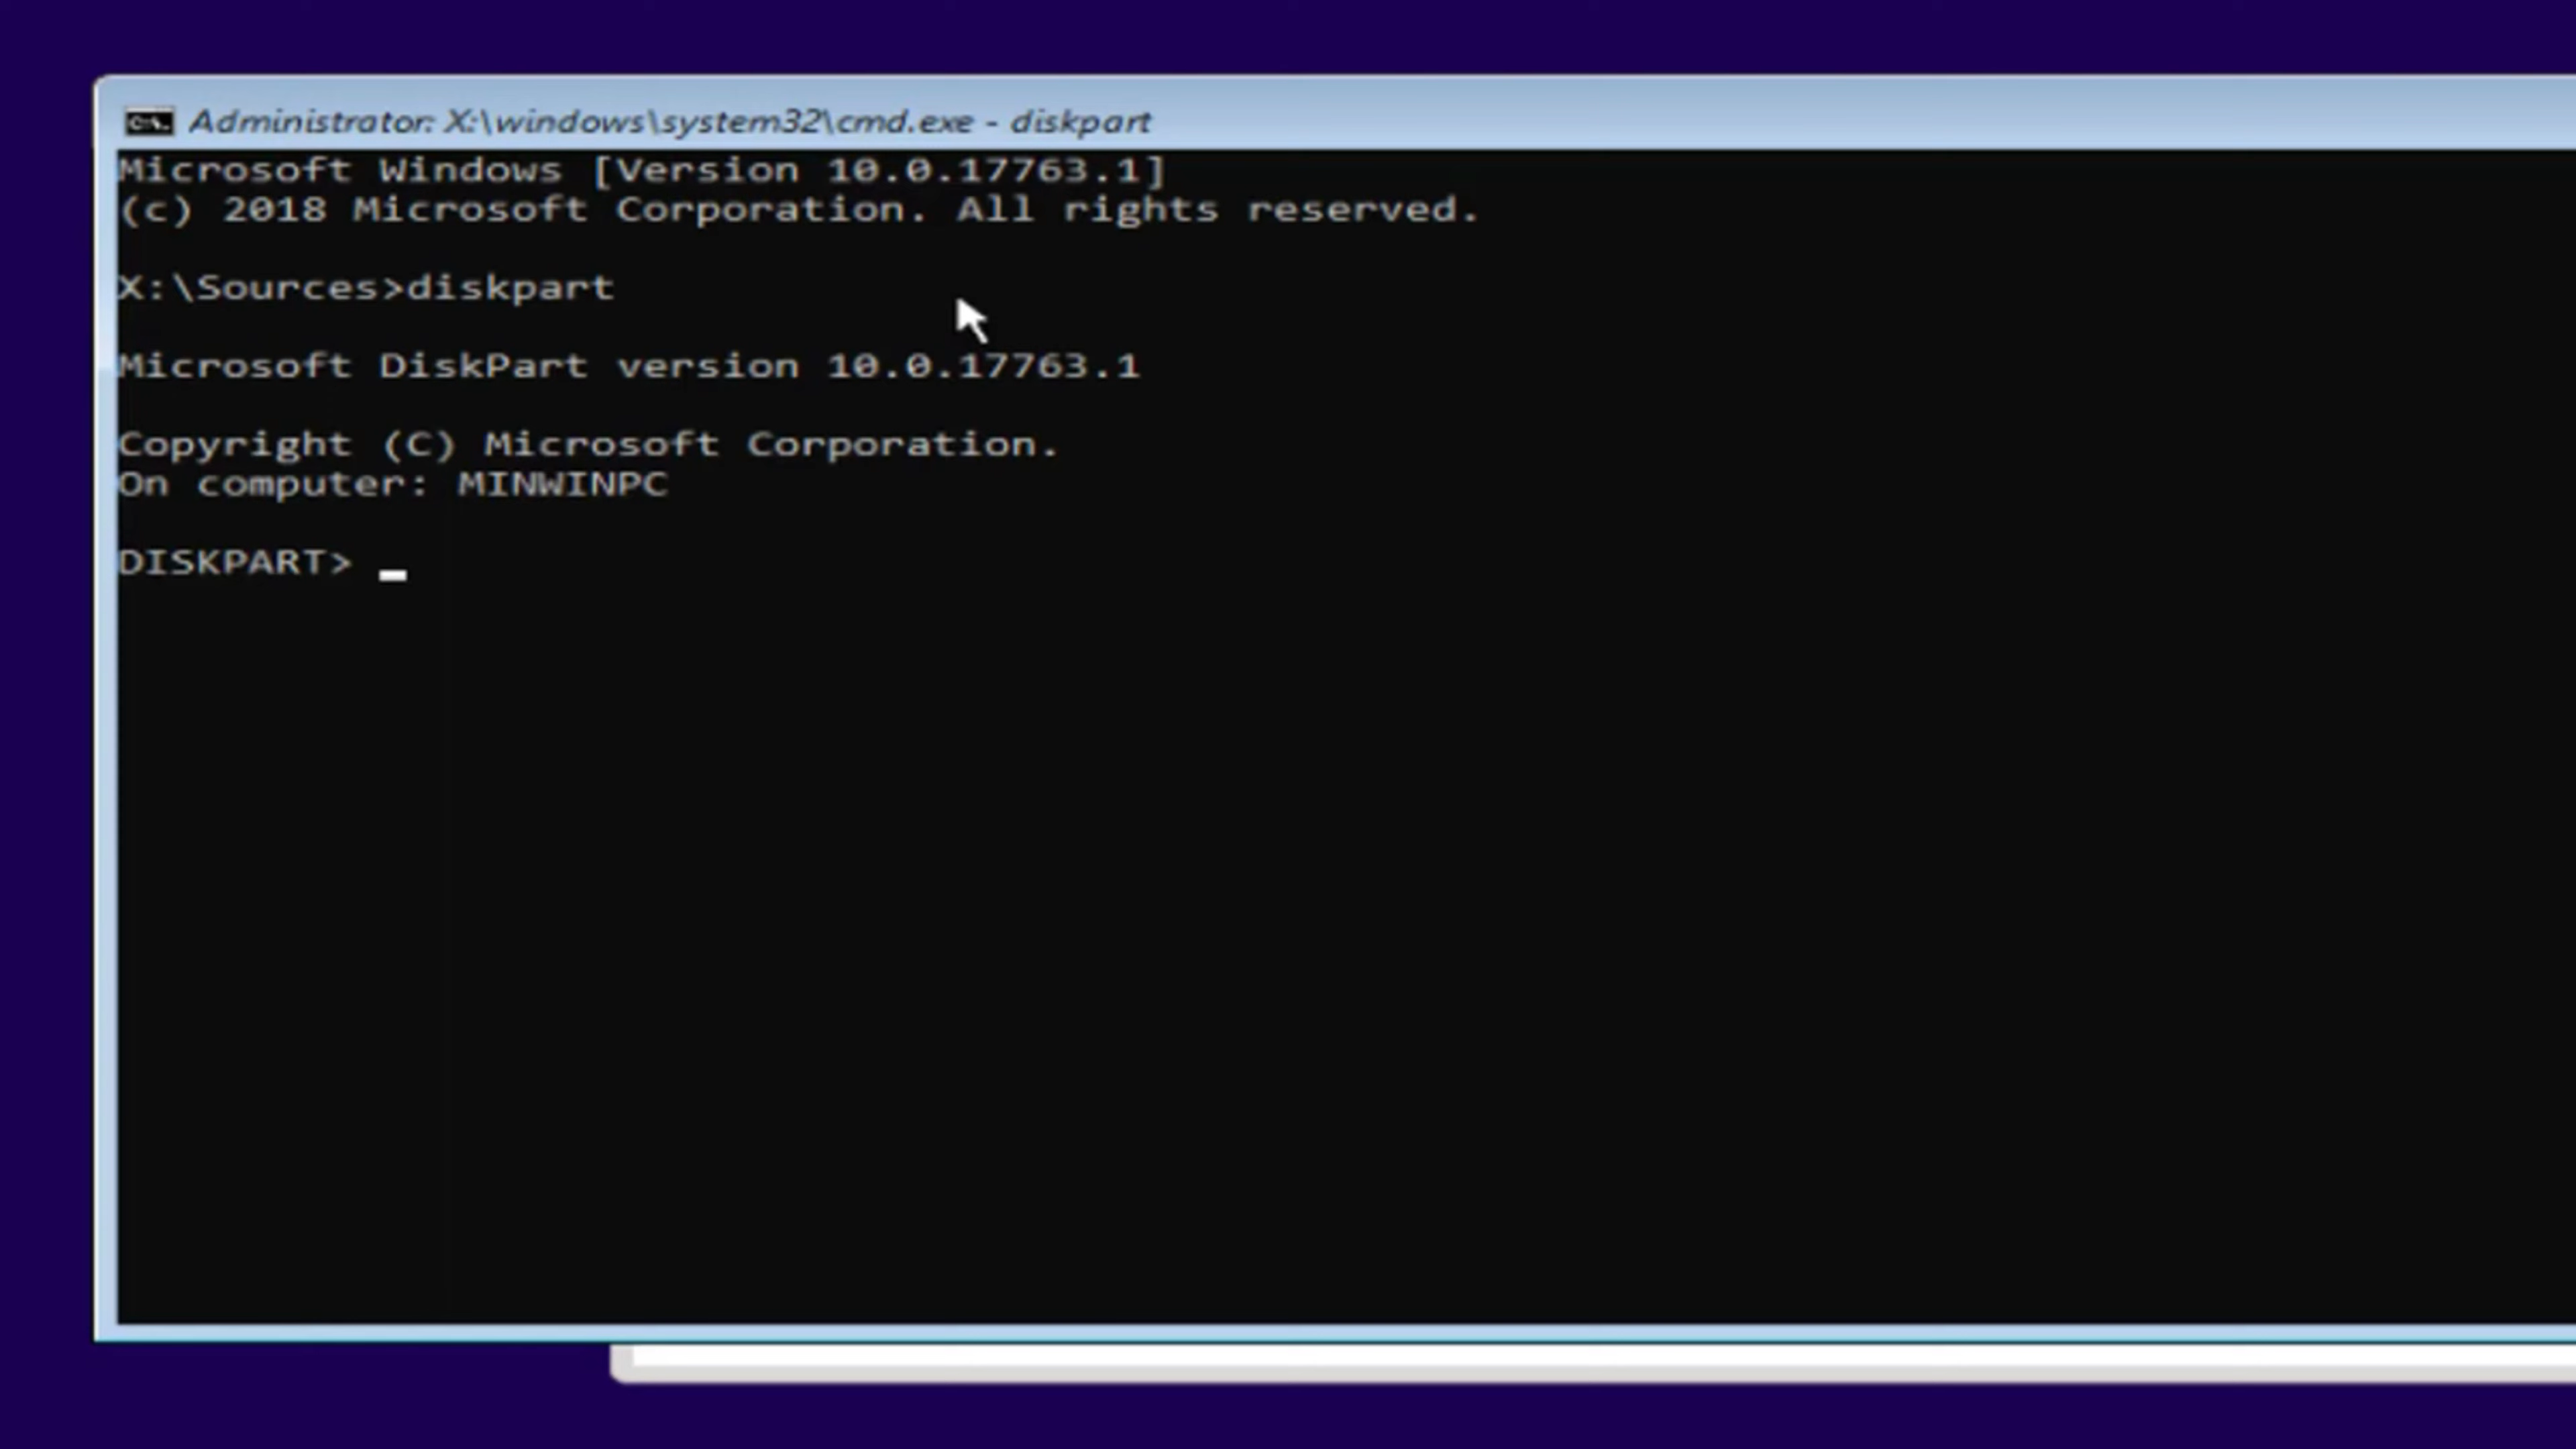 Administrator: X:\windows\system32\cmd.exe - diskpart
Microsoft Windows [Version 10.0.17763.1]
(c) 2018 Microsoft Corporation. All rights reserved.
X:\Sources>diskpart
Microsoft DiskPart version 10.0.17763.1
Copyright (C) Microsoft Corporation.
On computer: MINWINPC
DISKPART>